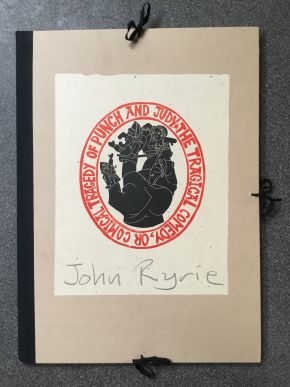 THE TRAGICAL COMEDY, OR COMICAL TRAGEDY OF PUNCH AND JUDY
John Ryrie